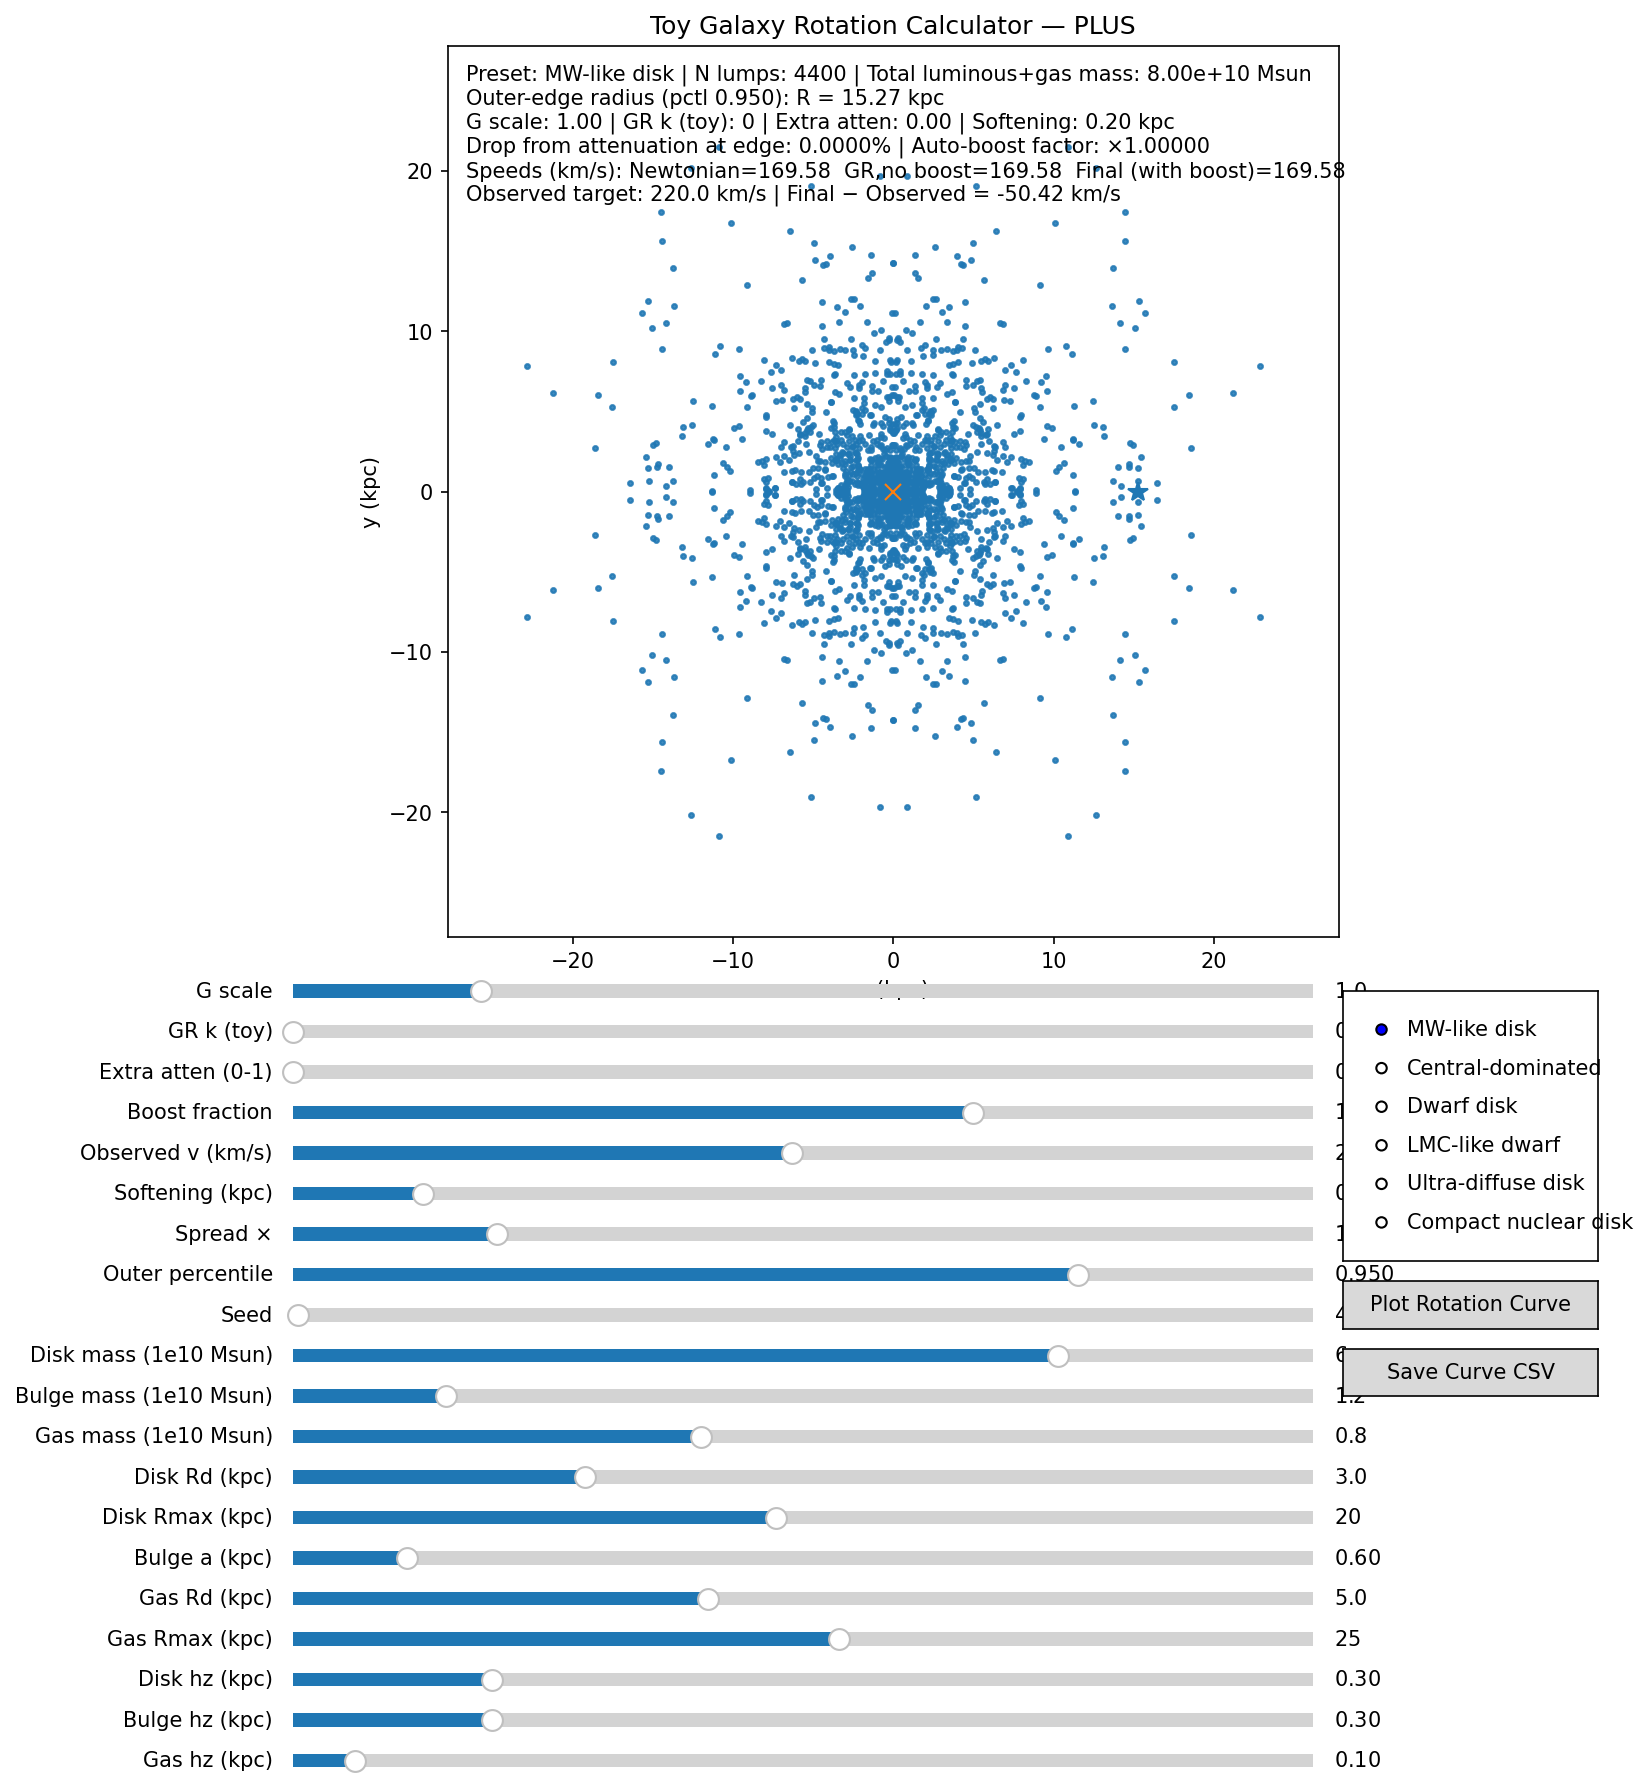 Toy Galaxy Rotation Calculator — PLUS
Preset: MW-like disk | N lumps: 4400 | Total luminous+gas mass: 8.00e+10 Msun
Outer-edge radius (pctl 0.950): R = 15.27 kpc
G scale: 1.00 | GR k (toy): 0 | Extra atten: 0.00 | Softening: 0.20 kpc
Drop from attenuation at edge: 0.0000% | Auto-boost factor: ×1.00000
Speeds (km/s): Newtonian=169.58  GR,no boost=169.58  Final (with boost)=169.58
Observed target: 220.0 km/s | Final − Observed = -50.42 km/s
20
10
0
−10
−20
y (kpc)
−20
−10
0
10
20
G scale
1.0
GR k (toy)
Extra atten (0-1)
Boost fraction
Observed v (km/s)
Softening (kpc)
Spread ×
Outer percentile
0.950
Seed
Disk mass (1e10 Msun)
Bulge mass (1e10 Msun)
1.2
Gas mass (1e10 Msun)
0.8
Disk Rd (kpc)
3.0
Disk Rmax (kpc)
20
Bulge a (kpc)
0.60
Gas Rd (kpc)
5.0
Gas Rmax (kpc)
25
Disk hz (kpc)
0.30
Bulge hz (kpc)
0.30
Gas hz (kpc)
0.10
MW-like disk
Central-dominated
Dwarf disk
LMC-like dwarf
Ultra-diffuse disk
Compact nuclear disk
Plot Rotation Curve
Save Curve CSV